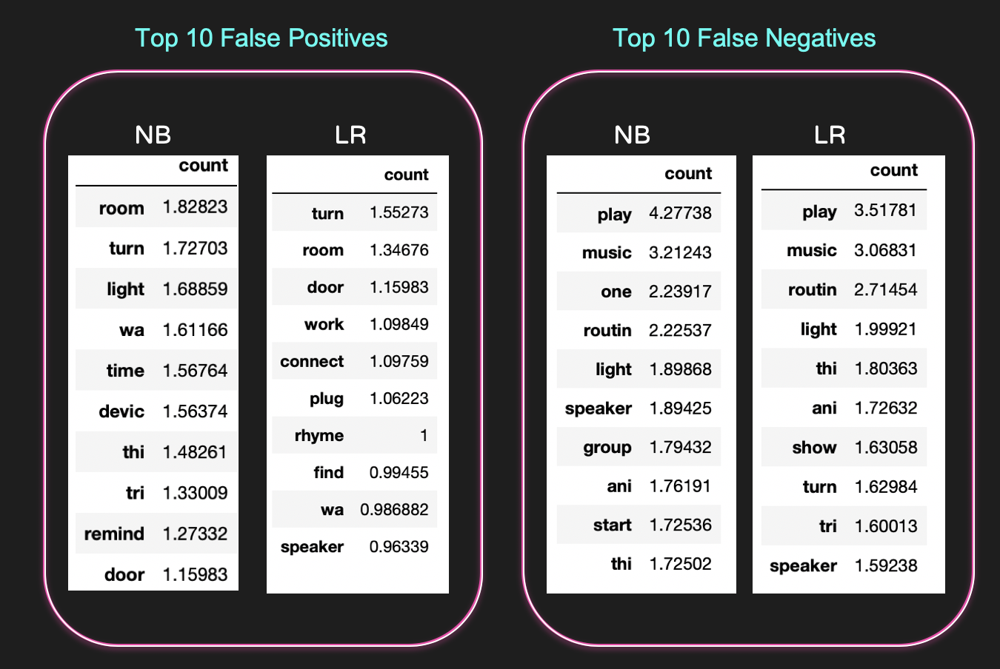 Top 10 False Positives
NB
count
room 1.82823
turn 1.72703
light 1.68859
wa 1.61166
time 1.56764
devic 1.56374
thi 1.48261
tri 1.33009
remind 1.27332
door 1.15983
LR
count
turn 1.55273
room 1.34676
door 1.15983
work 1.09849
connect 1.09759
plug 1.06223
rhyme 1
find 0.99455
wa 0.986882
speaker 0.96339
Top 10 False Negatives
NB
count
play 4.27738
music 3.21243
one 2.23917
routin 2.22537
light 1.89868
speaker 1.89425
group 1.79432
ani 1.76191
start 1.72536
thi 1.72502
LR
count
play 3.51781
music 3.06831
routin 2.71454
light 1.99921
thi 1.80363
ani 1.72632
show 1.63058
turn 1.62984
tri 1.60013
speaker 1.59238